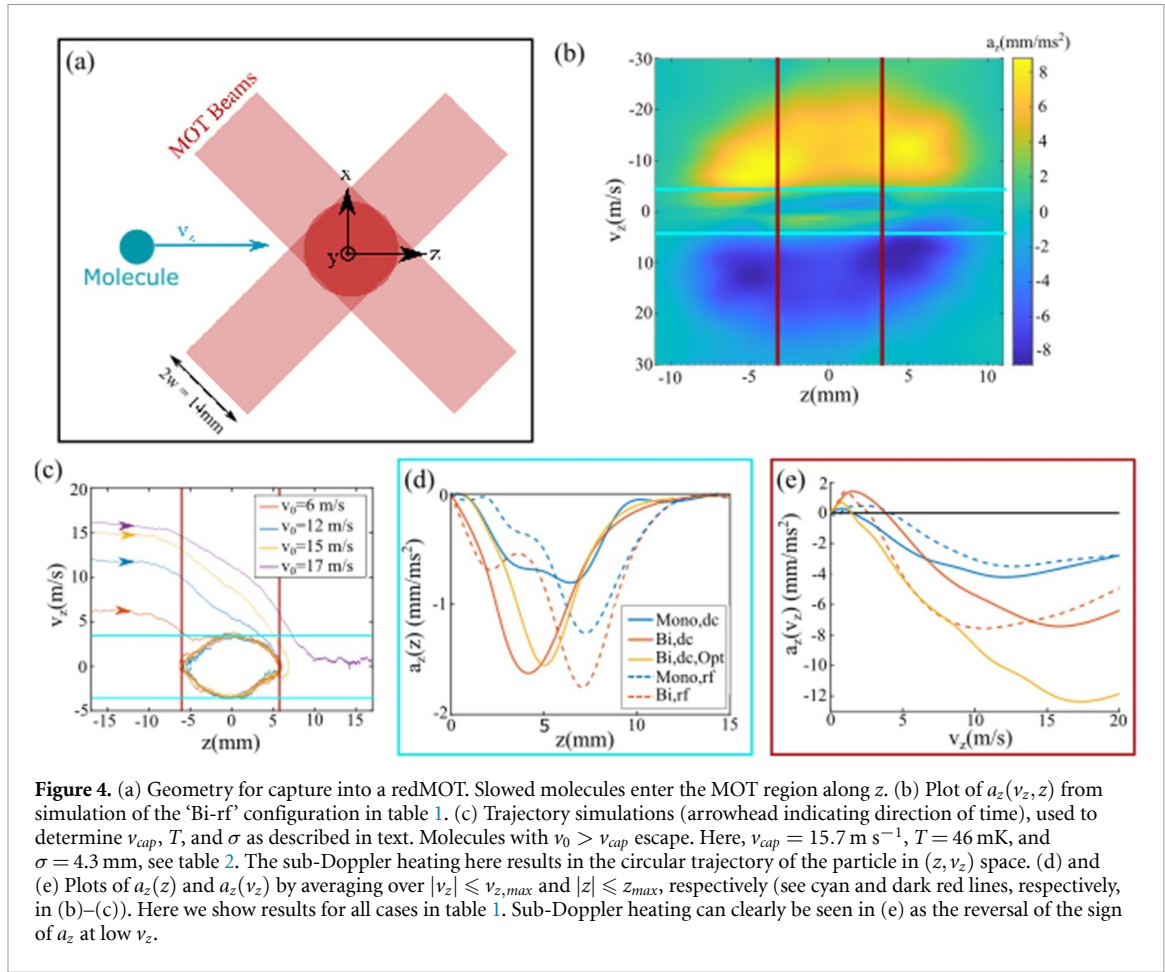 (a)
MOT Beams
x
y
z
v_z
Molecule
2w = 14mm
(b)
a_z(mm/ms²)
-30
-20
-10
0
10
20
30
v_z(m/s)
-10
-5
0
5
10
z(mm)
8
6
4
2
0
-2
-4
-6
-8
(c)
20
15
10
5
0
-5
v_z(m/s)
-15
-10
-5
0
5
10
15
z(mm)
v₀=6 m/s
v₀=12 m/s
v₀=15 m/s
v₀=17 m/s
(d)
0
-1
-2
a_z(z) (mm/ms²)
0
5
10
15
z(mm)
Mono,dc
Bi,dc
Bi,dc,Opt
Mono,rf
Bi,rf
(e)
2
0
-2
-4
-6
-8
-10
-12
a_z(v_z) (mm/ms²)
0
5
10
15
20
v_z(m/s)
Figure 4. (a) Geometry for capture into a redMOT. Slowed molecules enter the MOT region along z. (b) Plot of a_z(v_z,z) from
simulation of the ‘Bi-rf’ configuration in table 1. (c) Trajectory simulations (arrowhead indicating direction of time), used to
determine v_cap, T, and σ as described in text. Molecules with v₀ > v_cap escape. Here, v_cap = 15.7 m s⁻¹, T = 46 mK, and
σ = 4.3 mm, see table 2. The sub-Doppler heating here results in the circular trajectory of the particle in (z,v_z) space. (d) and
(e) Plots of a_z(z) and a_z(v_z) by averaging over |v_z| ⩽ v_z,max and |z| ⩽ z_max, respectively (see cyan and dark red lines, respectively,
in (b)–(c)). Here we show results for all cases in table 1. Sub-Doppler heating can clearly be seen in (e) as the reversal of the sign
of a_z at low v_z.